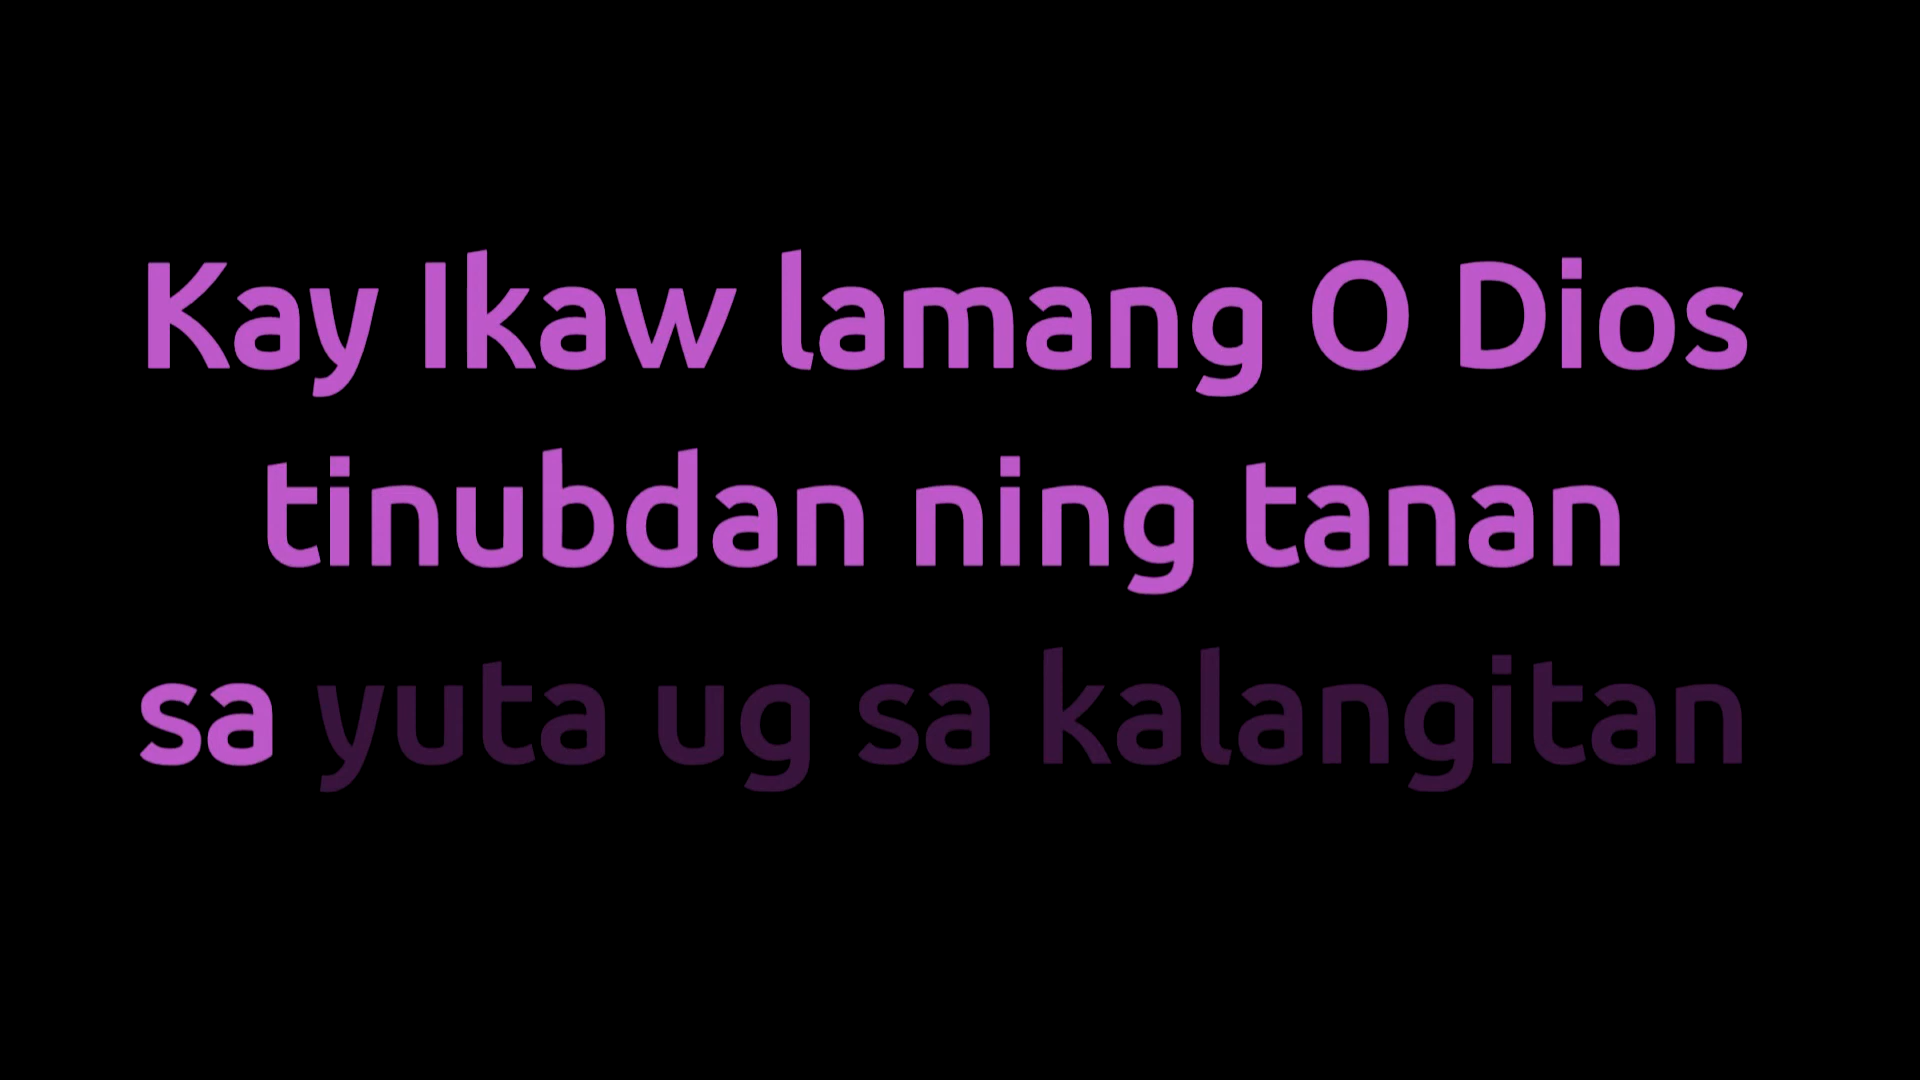 Kay Ikaw lamang O Dios
tinubdan ning tanan
sa yuta ug sa kalangitan